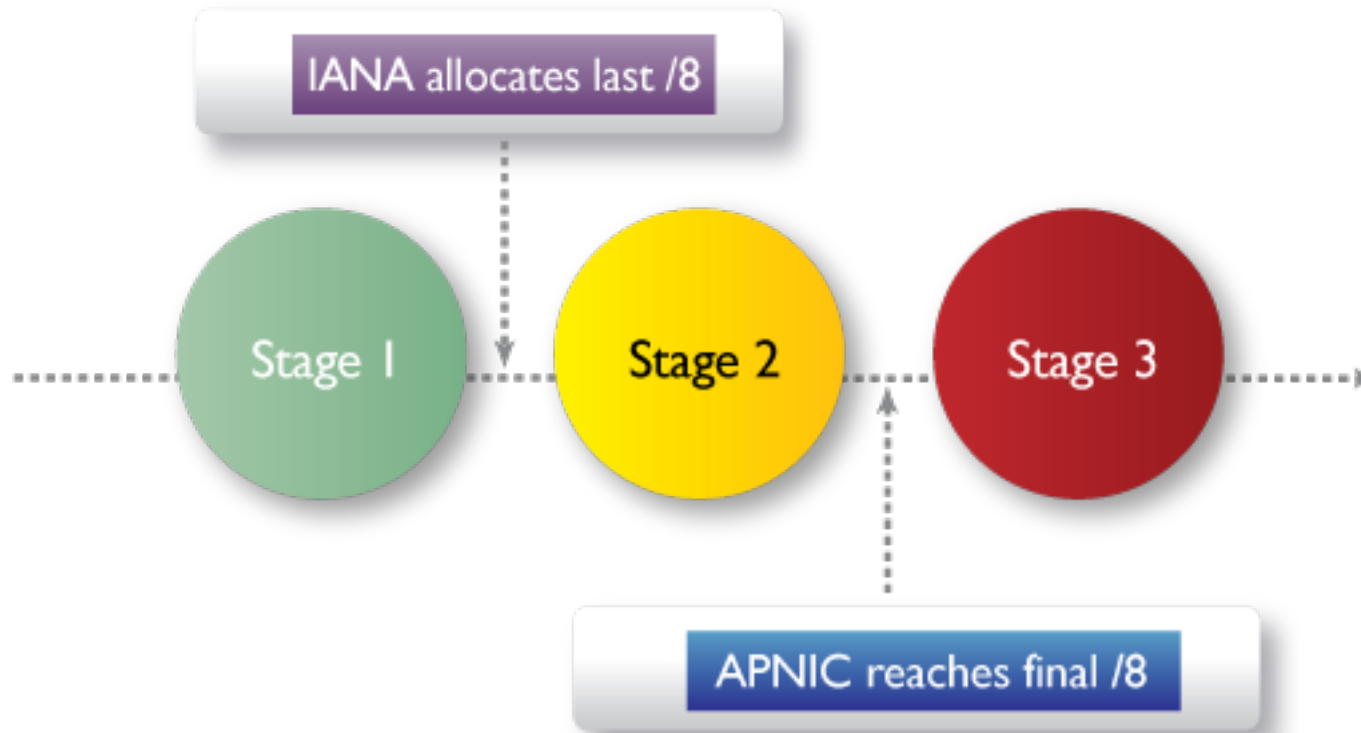 IANA allocates last /8
Stage 1
Stage 2
Stage 3
APNIC reaches final /8